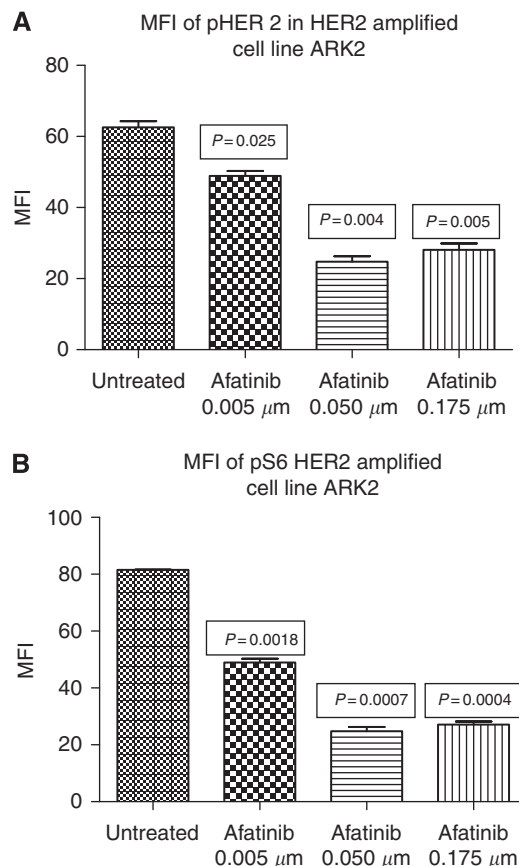 A
MFI of pHER 2 in HER2 amplified
cell line ARK2
80
60
40
20
0
MFI
P=0.025
P=0.004
P=0.005
Untreated
Afatinib
0.005 μm
Afatinib
0.050 μm
Afatinib
0.175 μm
B
MFI of pS6 HER2 amplified
cell line ARK2
100
80
60
40
20
0
MFI
P=0.0018
P=0.0007
P=0.0004
Untreated
Afatinib
0.005 μm
Afatinib
0.050 μm
Afatinib
0.175 μm